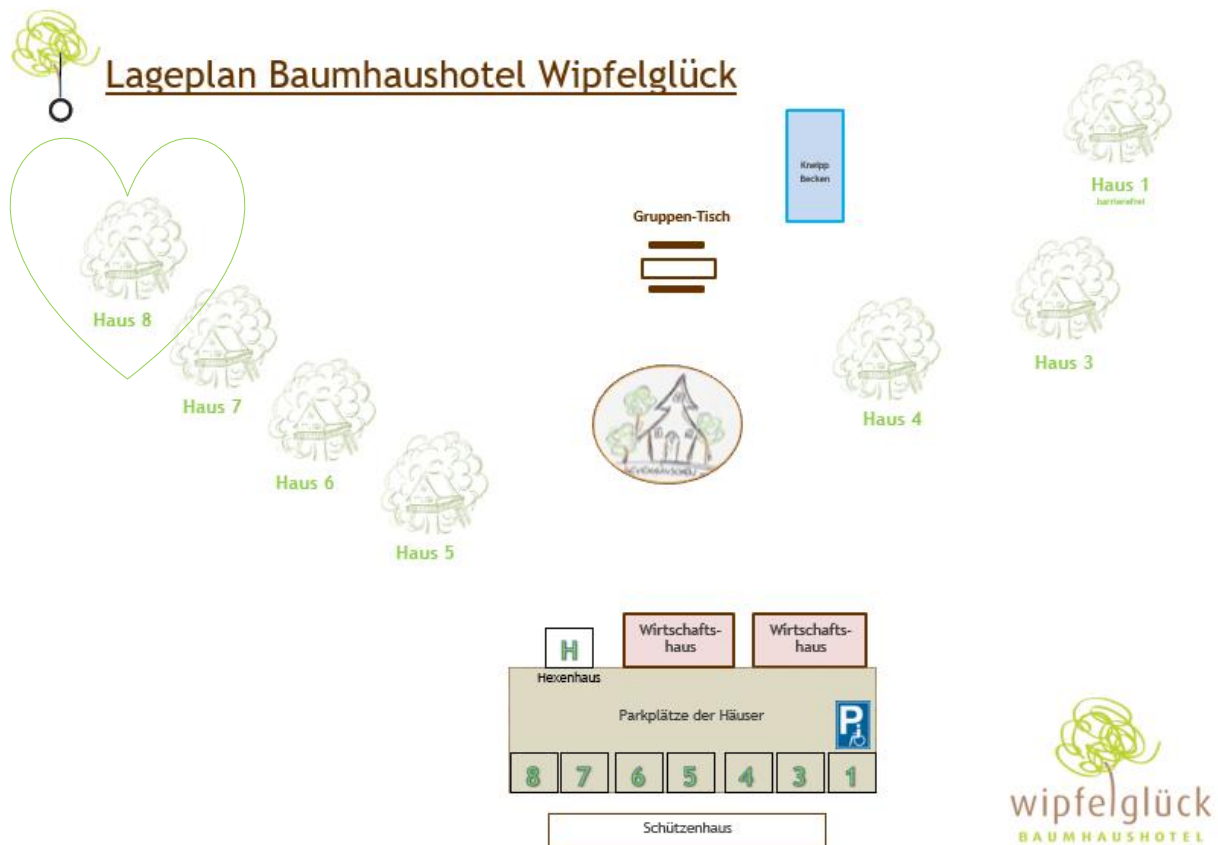 Lageplan Baumhaushotel Wipfelglück
Kneipp
Becken
Haus 1
barrierefrei
Gruppen-Tisch
Haus 8
Haus 3
Haus 7
Haus 4
Haus 6
Haus 5
H
Hexenhaus
Wirtschafts-
haus
Wirtschafts-
haus
Parkplätze der Häuser
P
8 7 6 5 4 3 1
Schützenhaus
wipfelglück
BAUMHAUSHOTEL